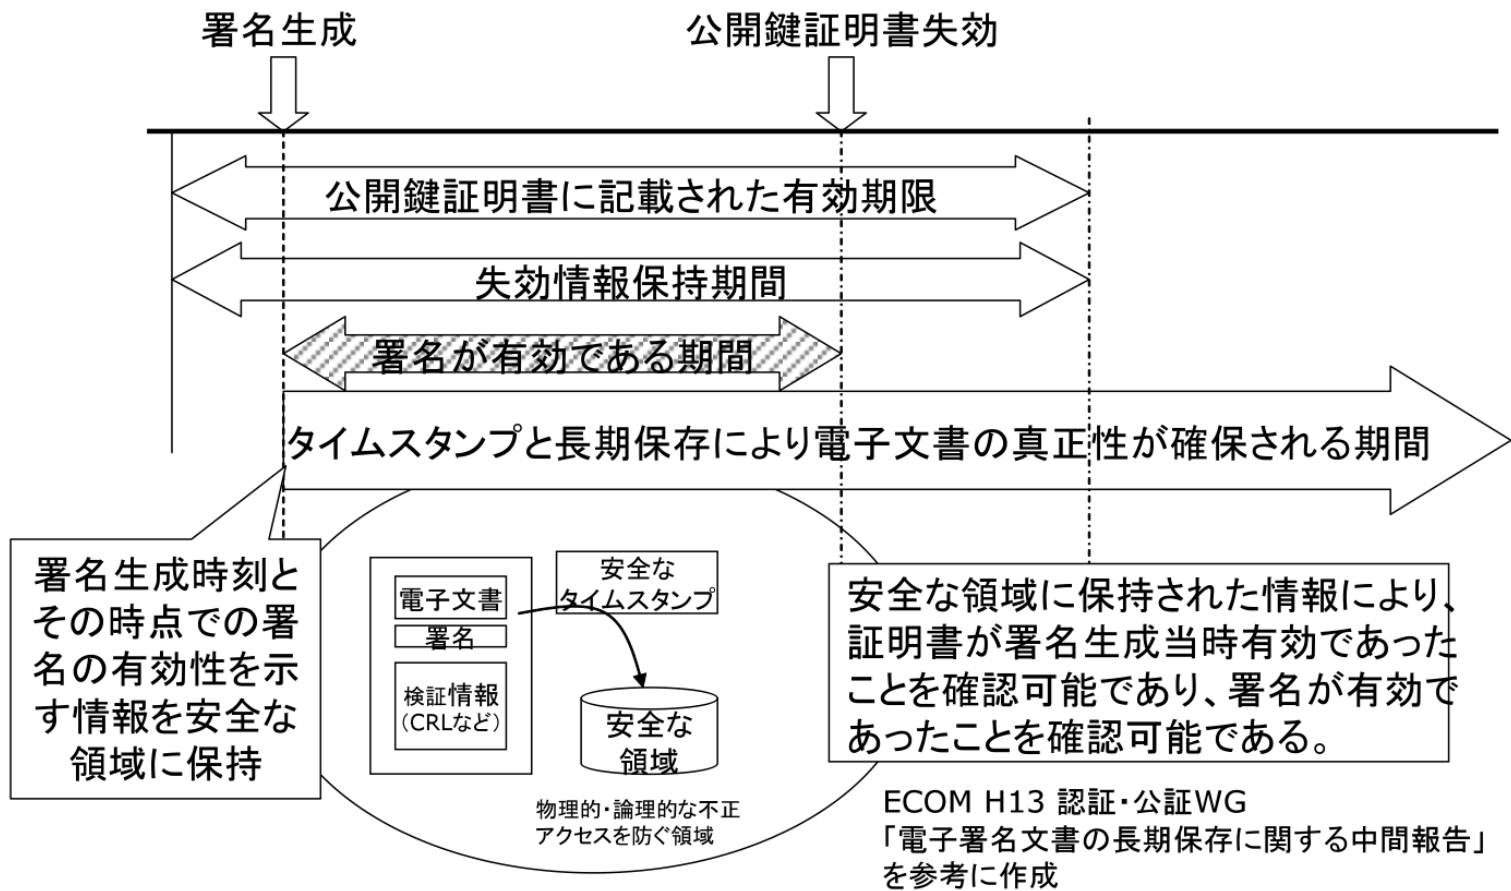 署名生成
公開鍵証明書失効
公開鍵証明書に記載された有効期限
失効情報保持期間
署名が有効である期間
タイムスタンプと長期保存により電子文書の真正性が確保される期間
署名生成時刻と
その時点での署
名の有効性を示
す情報を安全な
領域に保持
電子文書
署名
検証情報
(CRLなど)
安全な
タイムスタンプ
安全な
領域
物理的・論理的な不正
アクセスを防ぐ領域
安全な領域に保持された情報により、
証明書が署名生成当時有効であった
ことを確認可能であり、署名が有効で
あったことを確認可能である。
ECOM H13 認証・公証WG
「電子署名文書の長期保存に関する中間報告」
を参考に作成